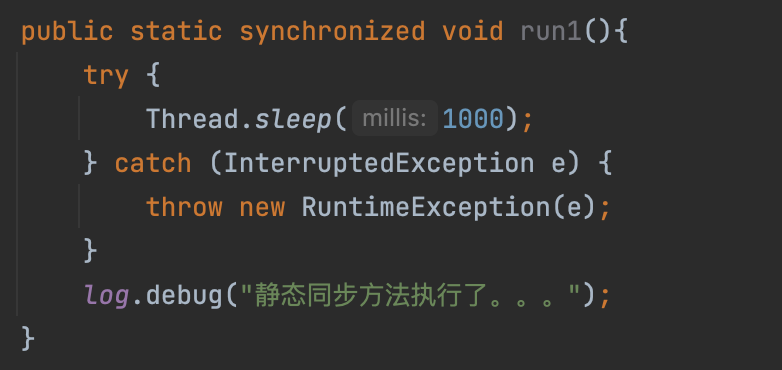 public static synchronized void run1(){
try {
Thread.sleep( millis: 1000);
} catch (InterruptedException e) {
throw new RuntimeException(e);
}
log.debug("静态同步方法执行了。。。");
}